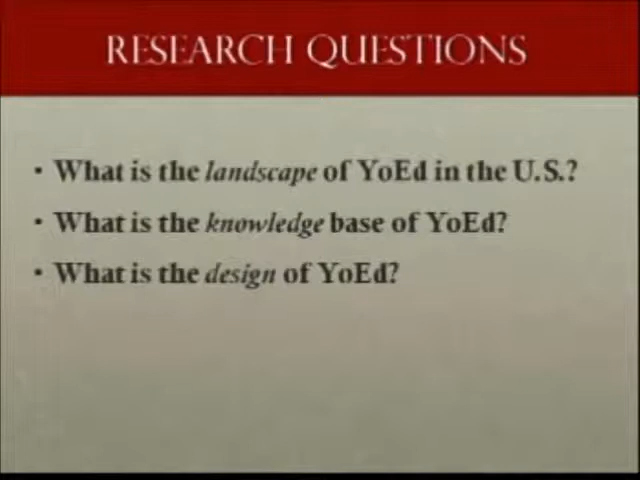 RESEARCH QUESTIONS
• What is the landscape of YoEd in the U.S.?
• What is the knowledge base of YoEd?
• What is the design of YoEd?